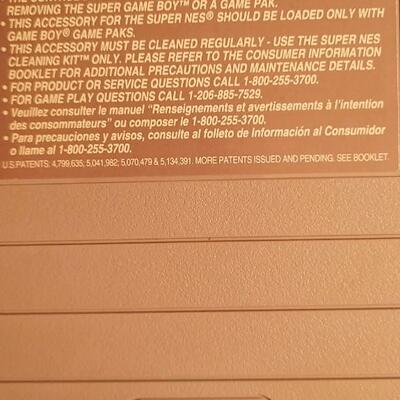 REMOVING THE SUPER GAME BOY™ OR A GAME PAK.
• THIS ACCESSORY FOR THE SUPER NES® SHOULD BE LOADED ONLY WITH
GAME BOY® GAME PAKS.
• THIS ACCESSORY MUST BE CLEANED REGULARLY - USE THE SUPER NES
CLEANING KIT™ ONLY. PLEASE REFER TO THE CONSUMER INFORMATION
BOOKLET FOR ADDITIONAL PRECAUTIONS AND MAINTENANCE DETAILS.
• FOR PRODUCT OR SERVICE QUESTIONS CALL 1-800-255-3700.
• FOR GAME PLAY QUESTIONS CALL 1-206-885-7529.
• Veuillez consulter le manuel "Renseignements et avertissements à l'intention
des consommateurs" ou composer le 1-800-255-3700.
• Para precauciones y avisos, consulte al folleto de Información al Consumidor
o llame al 1-800-255-3700.
U.S.PATENTS: 4,799,635, 5,041,982; 5,070,479 & 5,134,391. MORE PATENTS ISSUED AND PENDING. SEE BOOKLET.